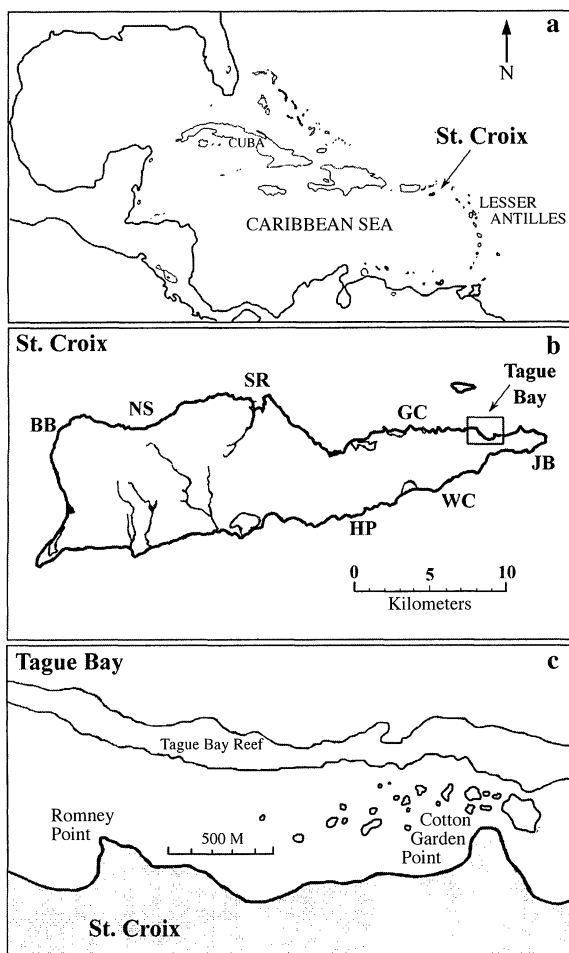 a
N
St. Croix
CUBA
LESSER
ANTILLES
CARIBBEAN SEA
St. Croix
b
Tague
Bay
SR
NS
BB
GC
JB
WC
HP
0 5 10
Kilometers
Tague Bay
c
Tague Bay Reef
Romney
Point
500 M
Cotton
Garden
Point
St. Croix